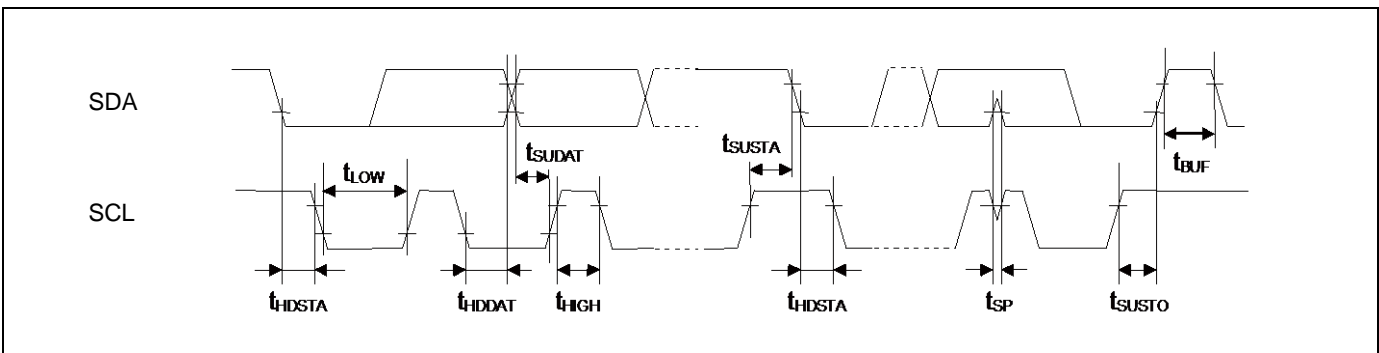 SDA
tSUDAT
tSUSTA
tBUF
tLOW
SCL
tHDSTA tHDDAT tHIGH tHDSTA tSP tSUSTO